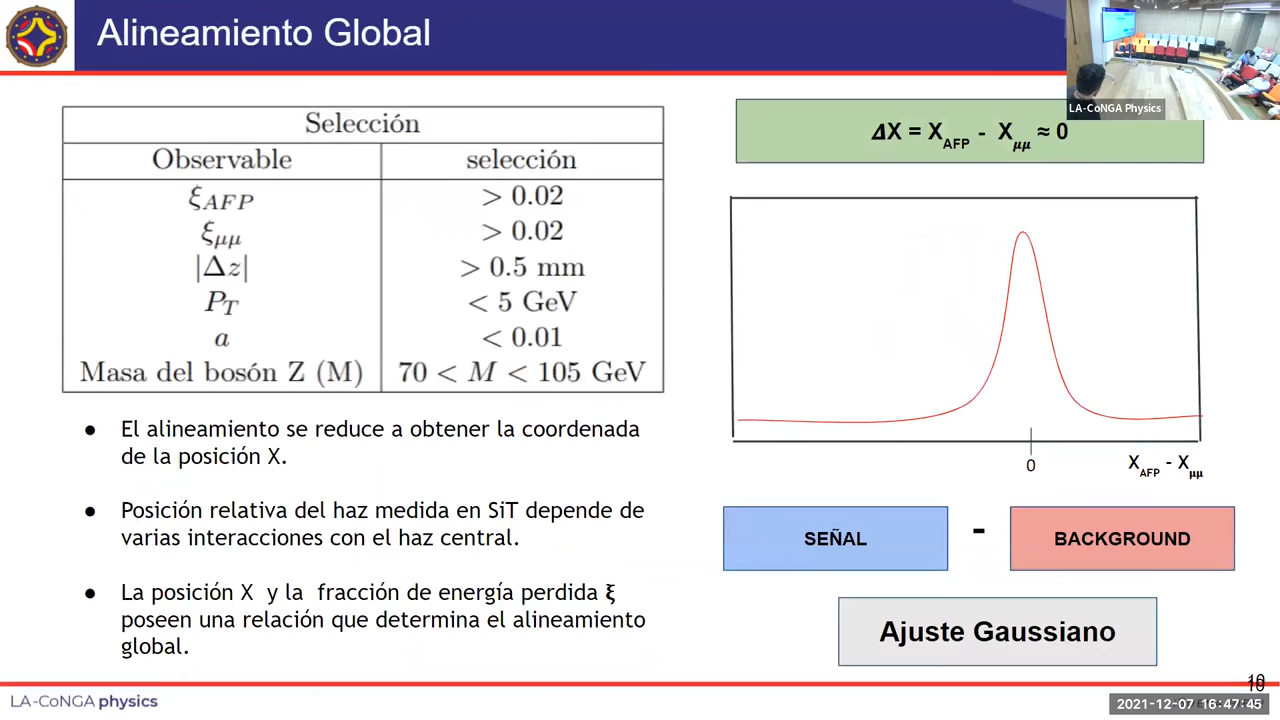 Alineamiento Global
LA-CoNGA Physics
Selección
Observable selección
ξ_AFP > 0.02
ξ_μμ > 0.02
|Δz| > 0.5 mm
P_T < 5 GeV
a < 0.01
Masa del bosón Z (M) 70 < M < 105 GeV
● El alineamiento se reduce a obtener la coordenada
de la posición X.
● Posición relativa del haz medida en SiT depende de
varias interacciones con el haz central.
● La posición X y la fracción de energía perdida ξ
poseen una relación que determina el alineamiento
global.
ΔX = X_AFP - X_μμ ≈ 0
0
X_AFP - X_μμ
SEÑAL - BACKGROUND
Ajuste Gaussiano
LA-CoNGA physics
2021-12-07 16:47:45